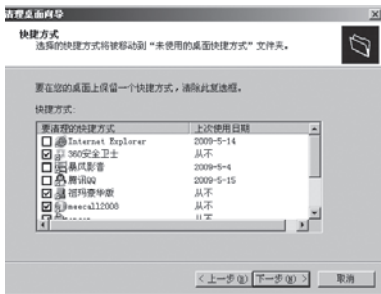 清理桌面向导
快捷方式
选择的快捷方式将被移动到“未使用的桌面快捷方式”文件夹。
要在您的桌面上保留一个快捷方式，清除此复选框。
快捷方式:
要清理的快捷方式 上次使用日期
Internet Explorer 2009-5-14
360安全卫士 从不
暴风影音 2009-5-4
腾讯QQ 2009-5-15
祖玛豪华版 从不
meecall2008 从不
<上一步(B) 下一步(N)> 取消